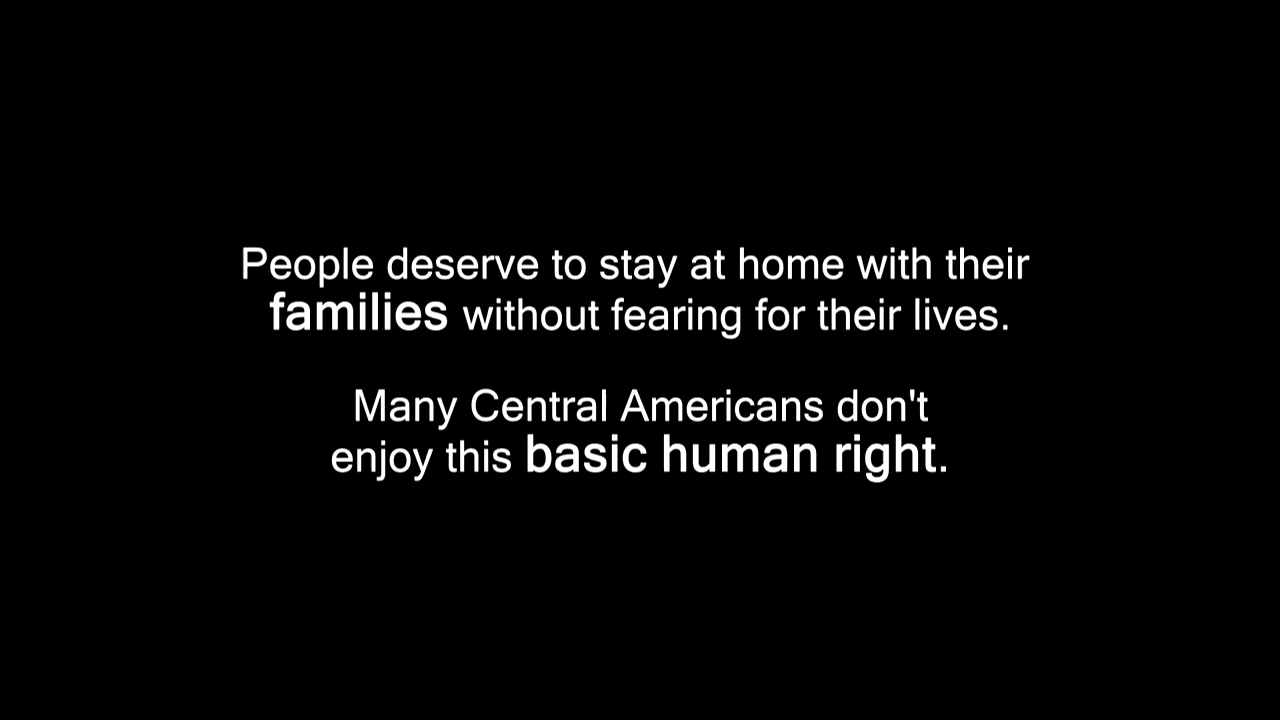 People deserve to stay at home with their
families without fearing for their lives.
Many Central Americans don't
enjoy this basic human right.